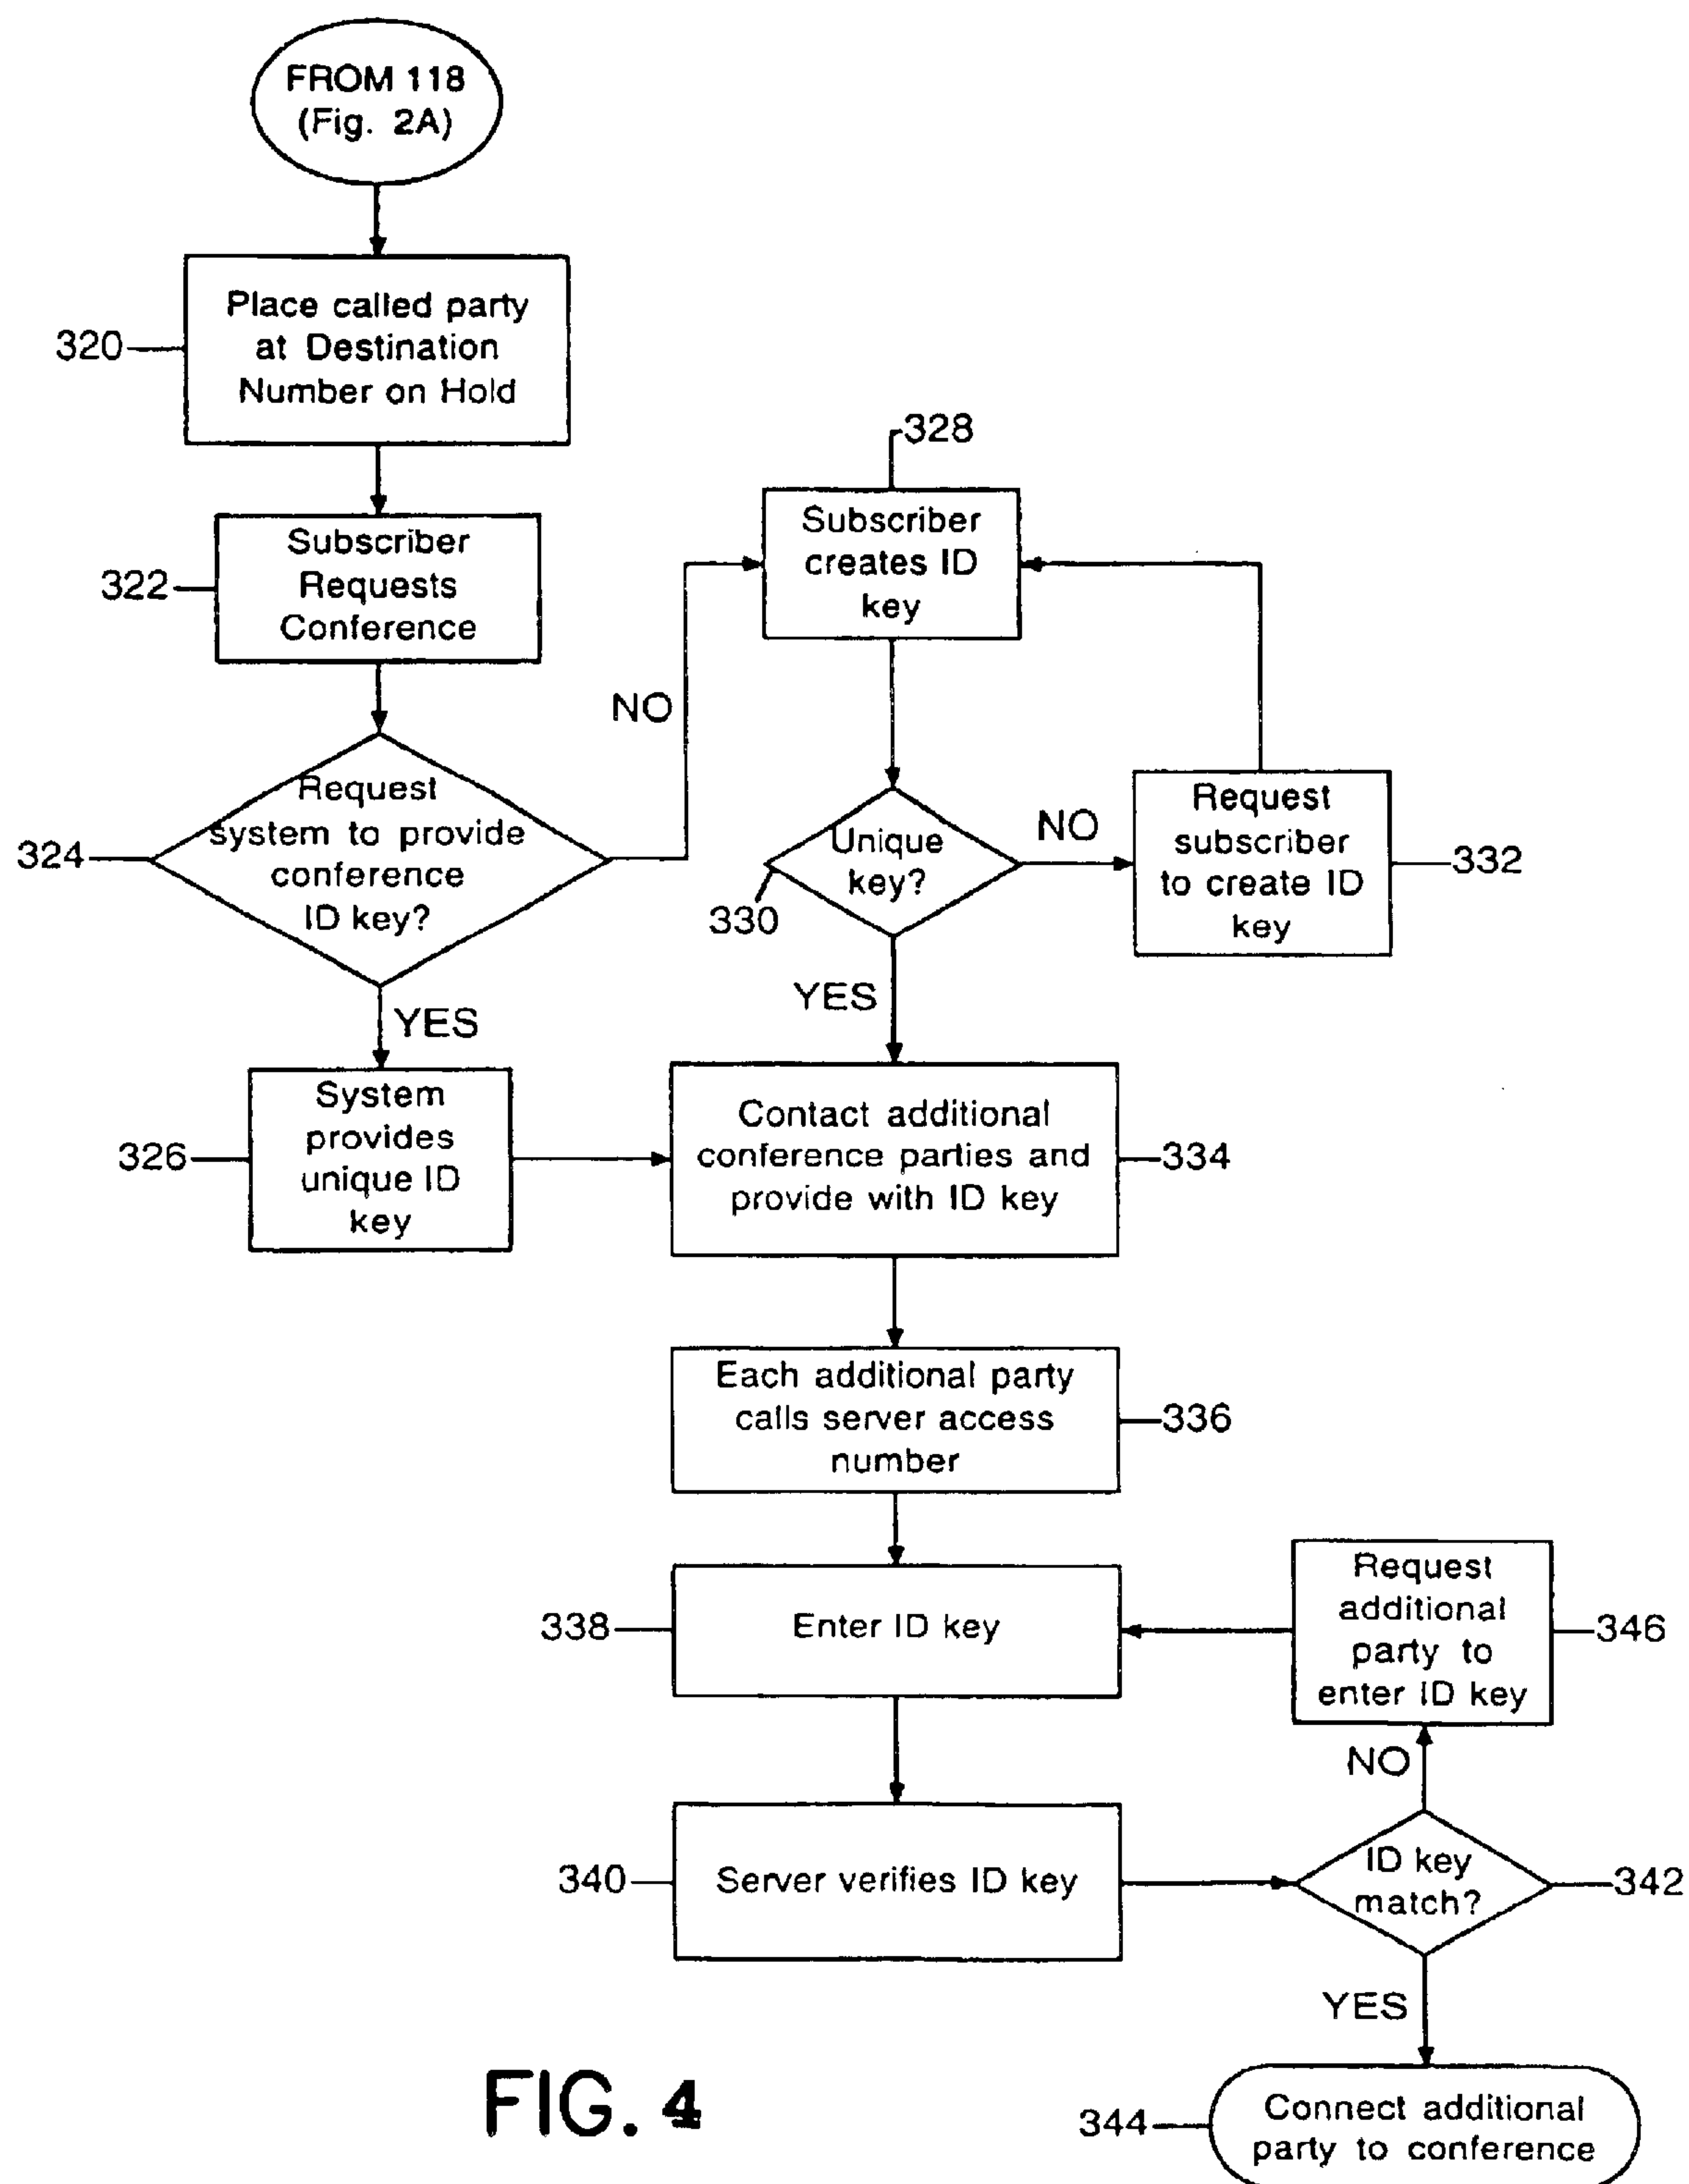 FROM 118
(Fig. 2A)
320
Place called party
at Destination
Number on Hold
322
Subscriber
Requests
Conference
324
Request
system to provide
conference
ID key?
NO
YES
326
System
provides
unique ID
key
328
Subscriber
creates ID
key
330
Unique
key?
NO
YES
332
Request
subscriber
to create ID
key
334
Contact additional
conference parties and
provide with ID key
336
Each additional party
calls server access
number
338
Enter ID key
340
Server verifies ID key
342
ID key
match?
NO
YES
346
Request
additional
party to
enter ID key
344
Connect additional
party to conference
FIG. 4